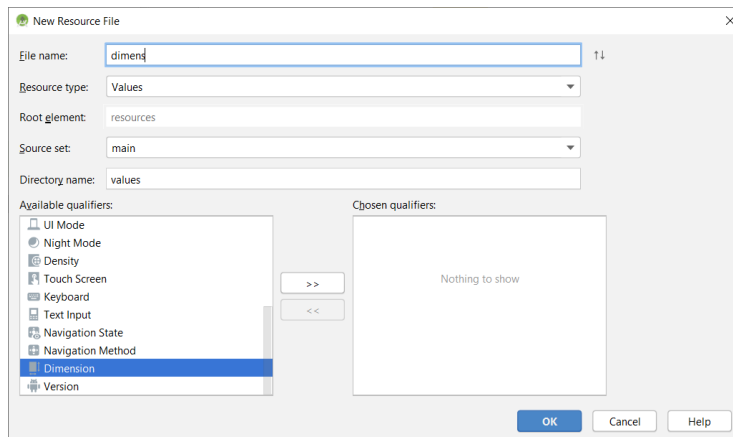 New Resource File
File name: dimens
Resource type: Values
Root element: resources
Source set: main
Directory name: values
Available qualifiers: Chosen qualifiers:
UI Mode
Night Mode
Density
Touch Screen
Keyboard
Text Input
Navigation State
Navigation Method
Dimension
Version
>>
<<
Nothing to show
OK Cancel Help